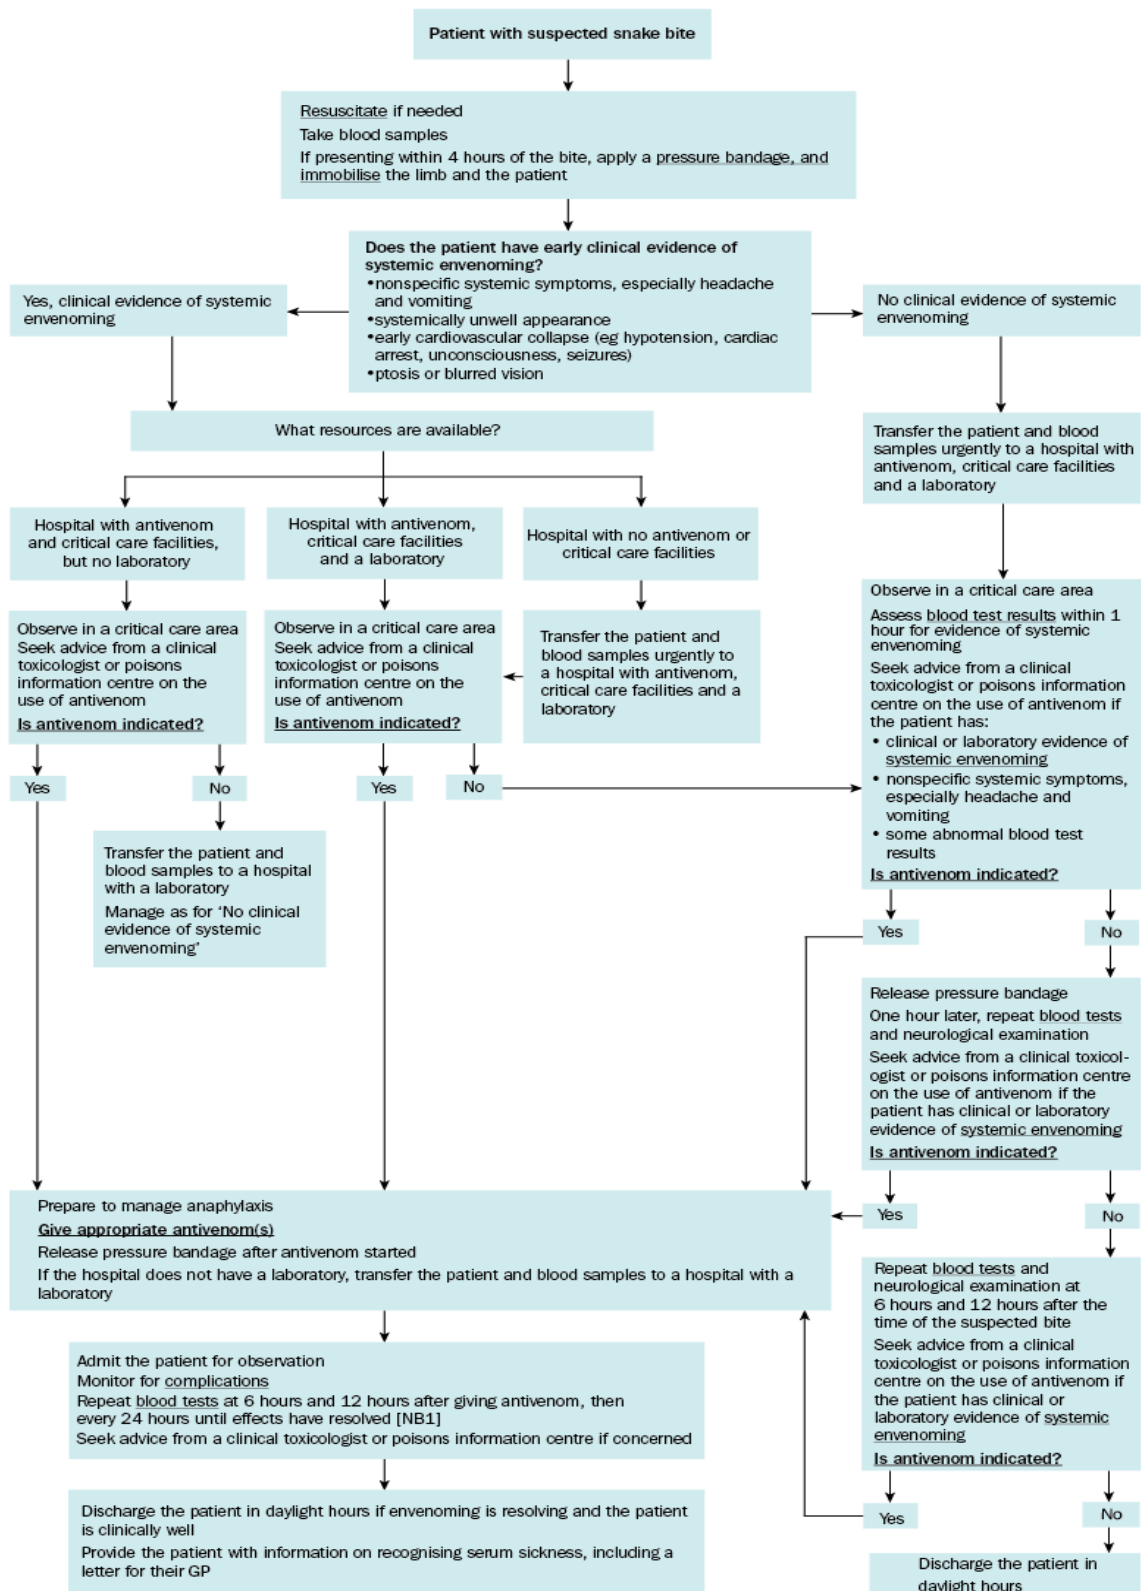 Patient with suspected snake bite
Resuscitate if needed
Take blood samples
If presenting within 4 hours of the bite, apply a pressure bandage, and
immobilise the limb and the patient
Does the patient have early clinical evidence of
systemic envenoming?
•nonspecific systemic symptoms, especially headache
and vomiting
•systemically unwell appearance
•early cardiovascular collapse (eg hypotension, cardiac
arrest, unconsciousness, seizures)
•ptosis or blurred vision
Yes, clinical evidence of systemic
envenoming
No clinical evidence of systemic
envenoming
What resources are available?
Transfer the patient and blood
samples urgently to a hospital with
antivenom, critical care facilities
and a laboratory
Hospital with antivenom
and critical care facilities,
but no laboratory
Hospital with antivenom,
critical care facilities
and a laboratory
Hospital with no antivenom or
critical care facilities
Observe in a critical care area
Seek advice from a clinical
toxicologist or poisons
information centre on the
use of antivenom
Is antivenom indicated?
Observe in a critical care area
Seek advice from a clinical
toxicologist or poisons
information centre on the
use of antivenom
Is antivenom indicated?
Transfer the patient and
blood samples urgently to
a hospital with antivenom,
critical care facilities and a
laboratory
Observe in a critical care area
Assess blood test results within 1
hour for evidence of systemic
envenoming
Seek advice from a clinical
toxicologist or poisons information
centre on the use of antivenom if
the patient has:
• clinical or laboratory evidence of
systemic envenoming
• nonspecific systemic symptoms,
especially headache and
vomiting
• some abnormal blood test
results
Is antivenom indicated?
Yes
No
Yes
No
Transfer the patient and
blood samples to a hospital
with a laboratory
Manage as for ‘No clinical
evidence of systemic
envenoming’
Yes
No
Release pressure bandage
One hour later, repeat blood tests
and neurological examination
Seek advice from a clinical toxicol-
ogist or poisons information centre
on the use of antivenom if the
patient has clinical or laboratory
evidence of systemic envenoming
Is antivenom indicated?
Yes
No
Prepare to manage anaphylaxis
Give appropriate antivenom(s)
Release pressure bandage after antivenom started
If the hospital does not have a laboratory, transfer the patient and blood samples to a hospital with a
laboratory
Repeat blood tests and
neurological examination at
6 hours and 12 hours after the
time of the suspected bite
Seek advice from a clinical
toxicologist or poisons information
centre on the use of antivenom if
the patient has clinical or
laboratory evidence of systemic
envenoming
Is antivenom indicated?
Admit the patient for observation
Monitor for complications
Repeat blood tests at 6 hours and 12 hours after giving antivenom, then
every 24 hours until effects have resolved [NB1]
Seek advice from a clinical toxicologist or poisons information centre if concerned
Yes
No
Discharge the patient in daylight hours if envenoming is resolving and the patient
is clinically well
Provide the patient with information on recognising serum sickness, including a
letter for their GP
Discharge the patient in
daylight hours